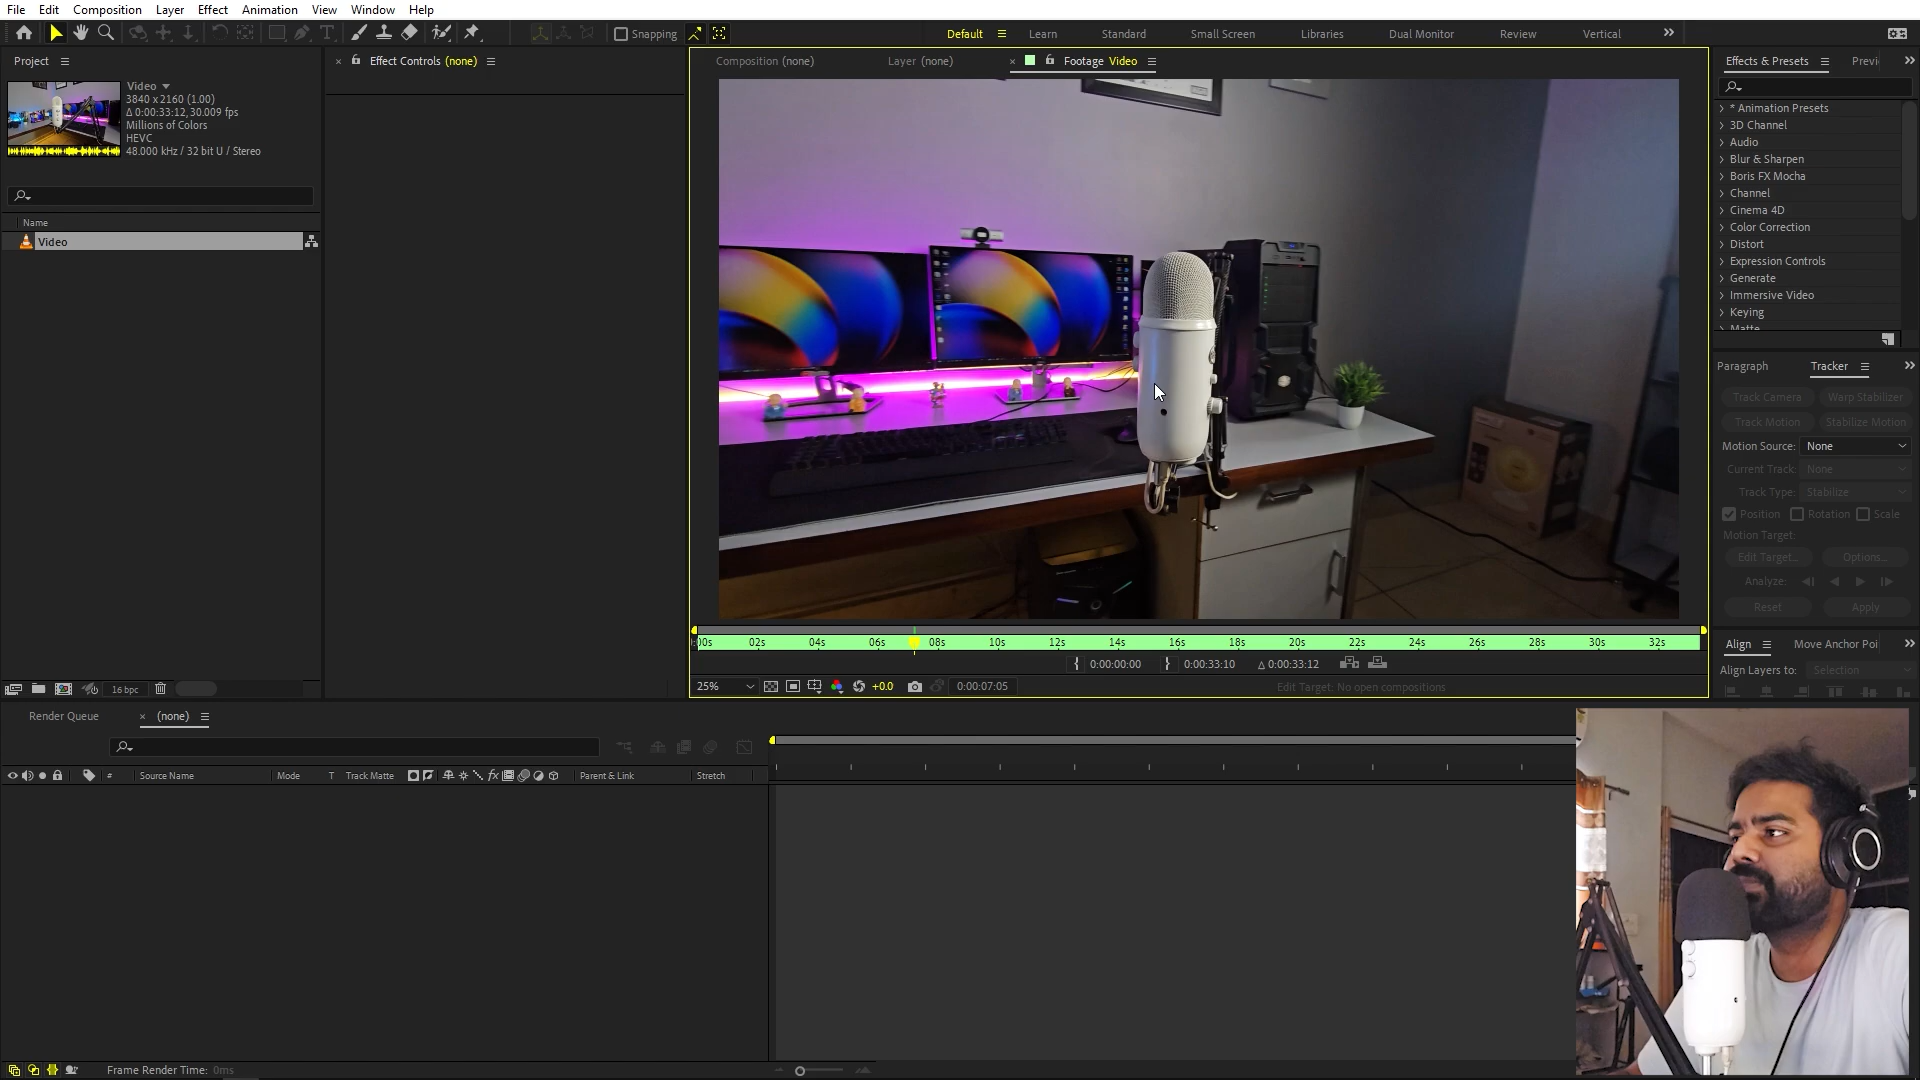 File Edit Composition Layer Effect Animation View Window Help
Snapping
Default Learn Standard Small Screen Libraries Dual Monitor Review Vertical
Project
Video
3840 x 2160 (1.00)
Δ 0:00:33:12, 30.009 fps
Millions of Colors
HEVC
48.000 kHz / 32 bit U / Stereo
Name
Video
16 bpc
Effect Controls (none)
Composition (none) Layer (none) Footage Video
00s 02s 04s 06s 08s 10s 12s 14s 16s 18s 20s 22s 24s 26s 28s 30s 32s
0:00:00:00 0:00:33:10 Δ 0:00:33:12
25% +0.0 0:00:07:05 Edit Target: No open compositions
Effects & Presets Previ
* Animation Presets
3D Channel
Audio
Blur & Sharpen
Boris FX Mocha
Channel
Cinema 4D
Color Correction
Distort
Expression Controls
Generate
Immersive Video
Keying
Matte
Paragraph Tracker
Track Camera Warp Stabilizer
Track Motion Stabilize Motion
Motion Source: None
Current Track: None
Track Type: Stabilize
Position Rotation Scale
Motion Target:
Edit Target... Options...
Analyze:
Reset Apply
Align Move Anchor Poi
Align Layers to: Selection
Render Queue (none)
# Source Name Mode T Track Matte fx Parent & Link Stretch
Frame Render Time: 0ms